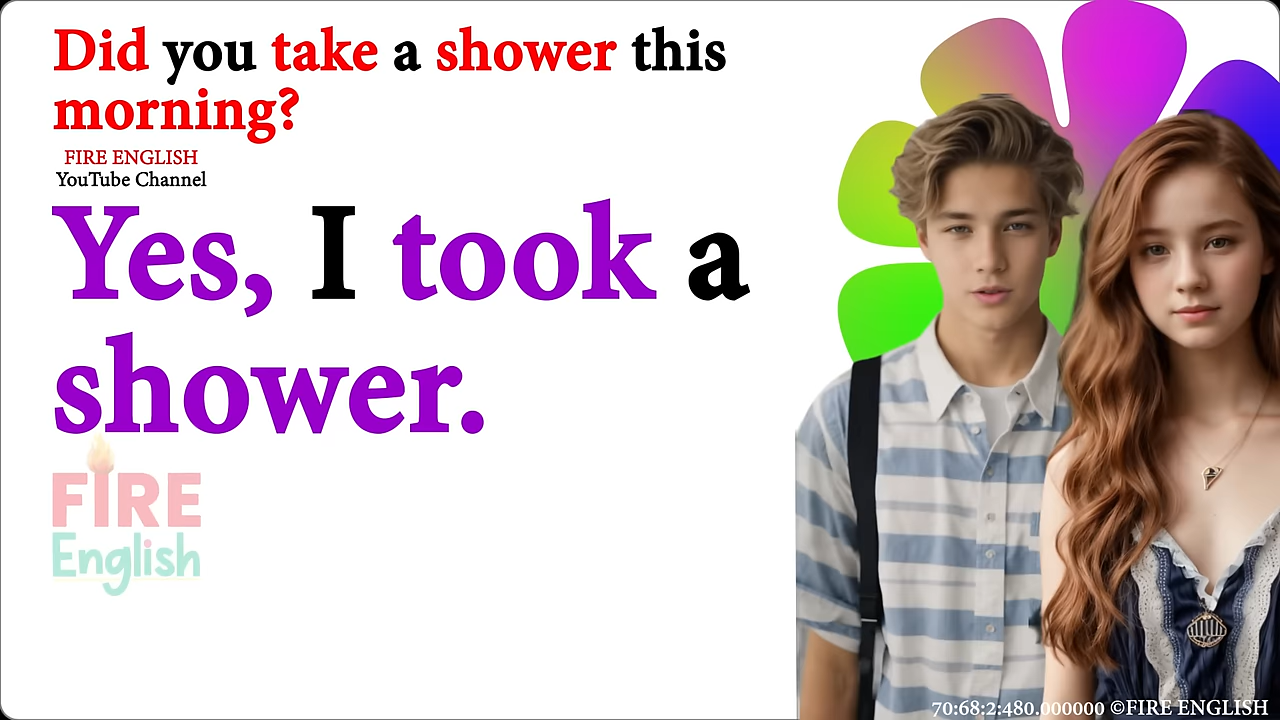 Did you take a shower this
morning?
FIRE ENGLISH
YouTube Channel
Yes, I took a
shower.
FIRE
English
70:68:2:480.000000 ©FIRE ENGLISH